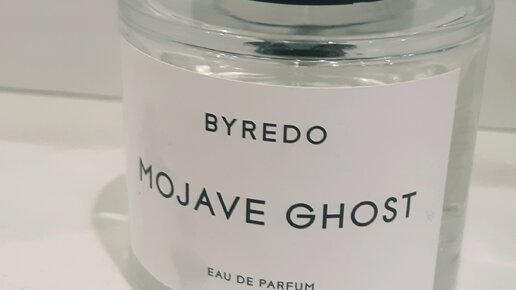 BYREDO
MOJAVE GHOST
EAU DE PARFUM